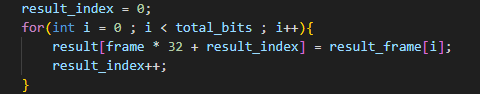 result_index = 0;
for(int i = 0 ; i < total_bits ; i++){
    result[frame * 32 + result_index] = result_frame[i];
    result_index++;
}